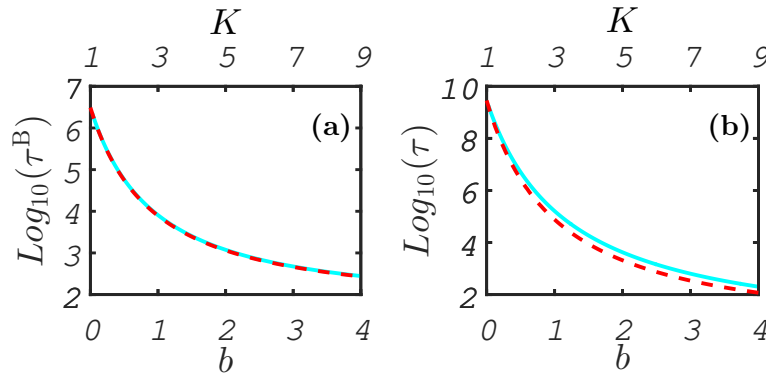 K K
1 3 5 7 9 1 3 5 7 9
7 10
6 (a) 8 (b)
5 6
4 4
3
2 2
Log₁₀(τᴮ) Log₁₀(τ)
0 1 2 3 4 0 1 2 3 4
b b